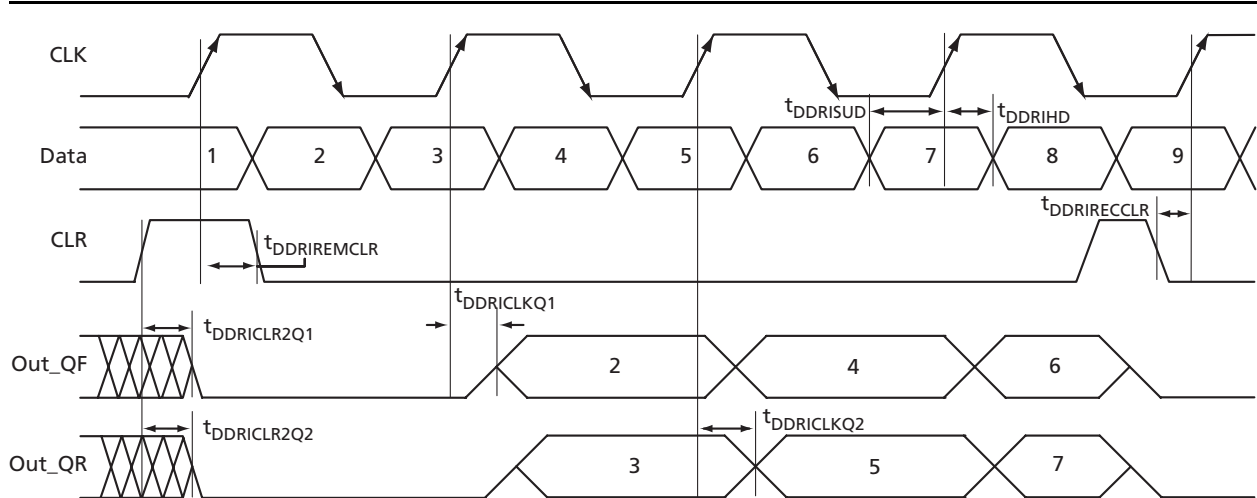 CLK
tDDRISUD tDDRIHD
Data 1 2 3 4 5 6 7 8 9
tDDRIRECCLR
CLR
tDDRIREMCLR
tDDRICLKQ1
tDDRICLR2Q1
Out_QF 2 4 6
tDDRICLR2Q2 tDDRICLKQ2
Out_QR 3 5 7